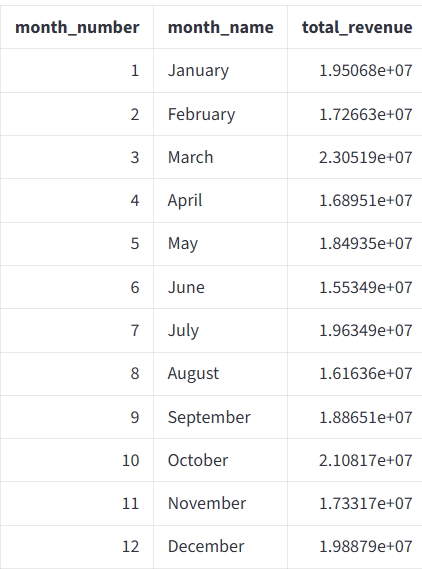 month_number month_name total_revenue
1 January 1.95068e+07
2 February 1.72663e+07
3 March 2.30519e+07
4 April 1.68951e+07
5 May 1.84935e+07
6 June 1.55349e+07
7 July 1.96349e+07
8 August 1.61636e+07
9 September 1.88651e+07
10 October 2.10817e+07
11 November 1.73317e+07
12 December 1.98879e+07